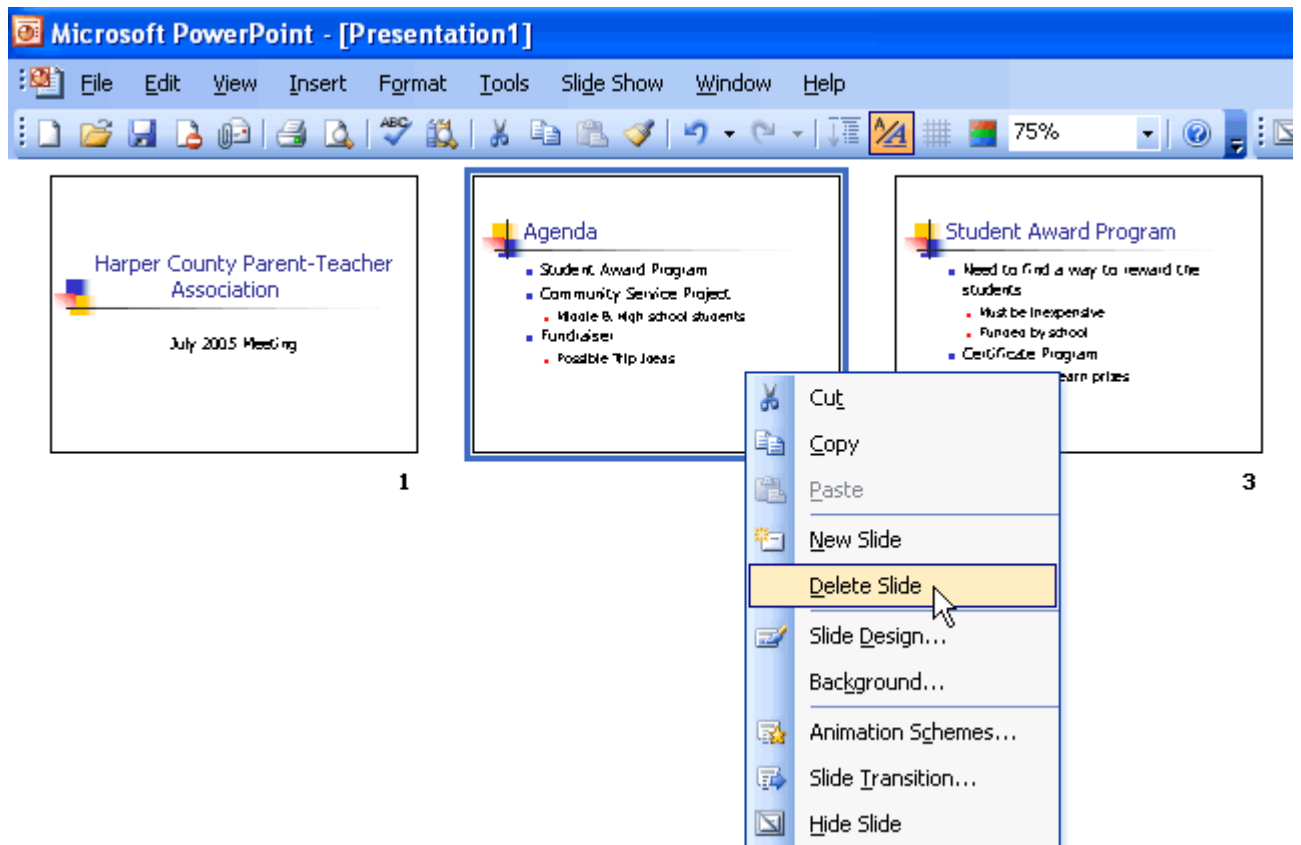 Microsoft PowerPoint - [Presentation1]
File Edit View Insert Format Tools Slide Show Window Help
ABC
75%
Harper County Parent-Teacher
Association
July 2005 Meeting
1
Agenda
Student Award Program
Community Service Project
Middle & High school students
Fundraiser
Possible Trip Ideas
Student Award Program
Need to find a way to reward the
students
Must be inexpensive
Funded by school
Certificate Program
earn prizes
3
Cut
Copy
Paste
New Slide
Delete Slide
Slide Design...
Background...
Animation Schemes...
Slide Transition...
Hide Slide